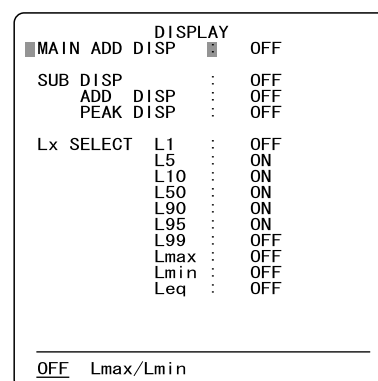 DISPLAY
MAIN ADD DISP : OFF
SUB DISP : OFF
ADD DISP : OFF
PEAK DISP : OFF
Lx SELECT L1 : OFF
L5 : ON
L10 : ON
L50 : ON
L90 : ON
L95 : ON
L99 : OFF
Lmax : OFF
Lmin : OFF
Leq : OFF
OFF Lmax/Lmin